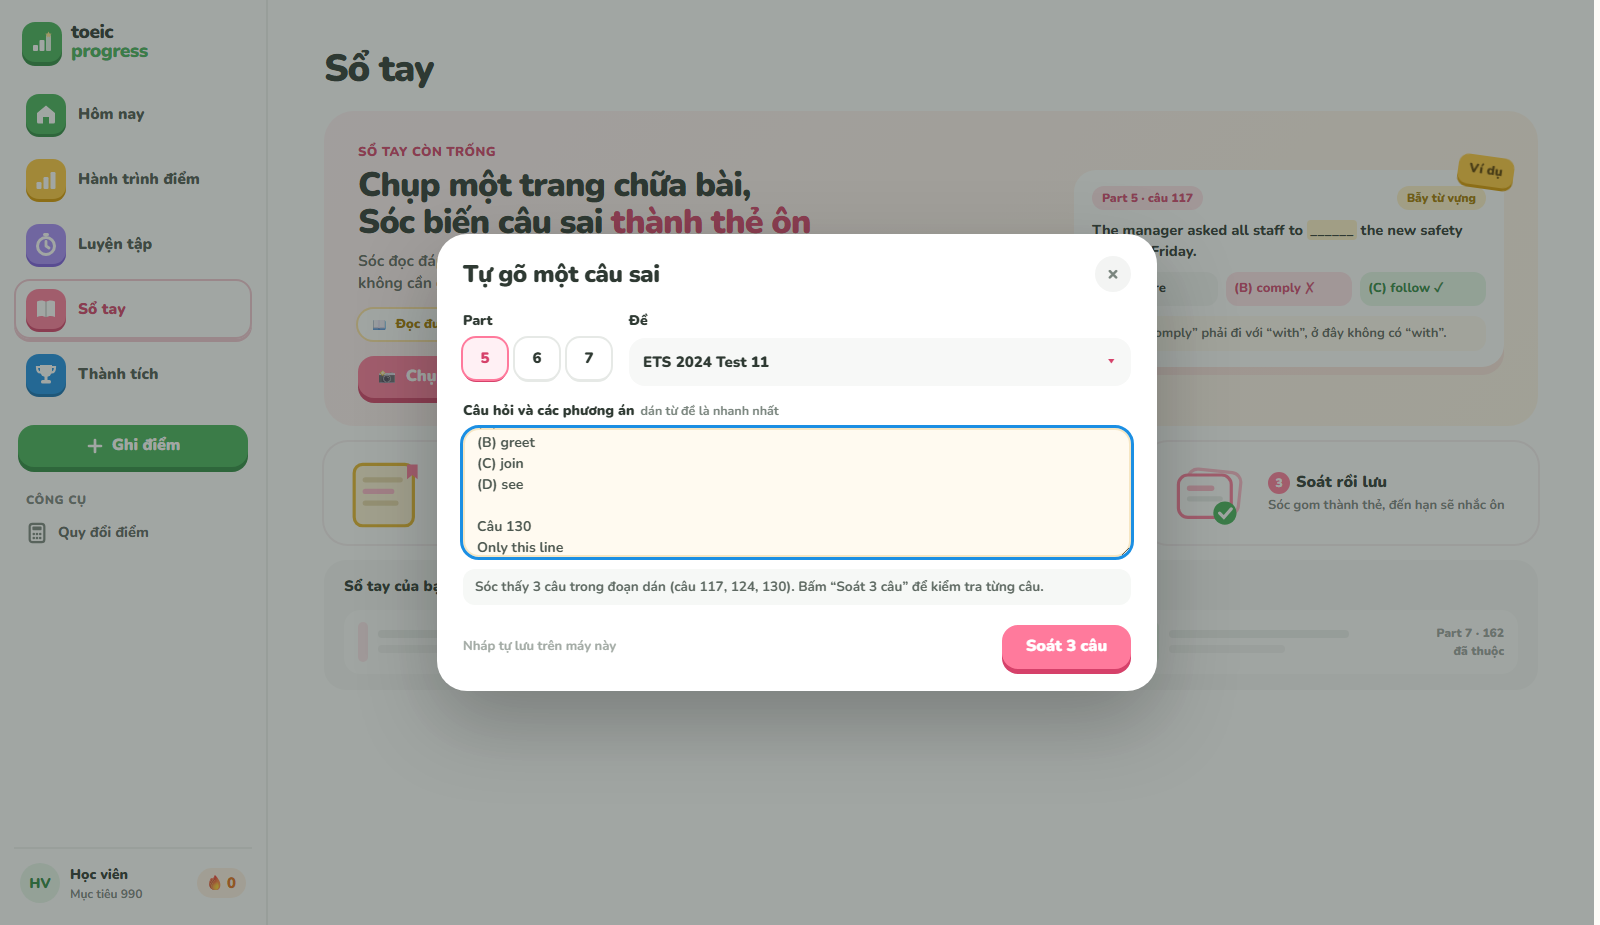 toeic
progress
Hôm nay
Hành trình điểm
Luyện tập
Sổ tay
Thành tích
Ghi điểm
CÔNG CỤ
Quy đổi điểm
HV
Học viên
Mục tiêu 990
0
Sổ tay
SỔ TAY CÒN TRỐNG
Chụp một trang chữa bài,
Sóc biến câu sai thành thẻ ôn
Sóc đọc
không cần
Đọc
Ví dụ
Part 5 · câu 117
Bẫy từ vựng
The manager asked all staff to ______ the new safety
Friday.
(B) comply ✗
(C) follow ✓
phải đi với “with”, ở đây không có “with”.
Tự gõ một câu sai
×
Part
Đề
5
6
7
ETS 2024 Test 11
Câu hỏi và các phương án dán từ đề là nhanh nhất
(B) greet
(C) join
(D) see
Câu 130
Only this line
Sóc thấy 3 câu trong đoạn dán (câu 117, 124, 130). Bấm “Soát 3 câu” để kiểm tra từng câu.
Nháp tự lưu trên máy này
Soát 3 câu
3 Soát rồi lưu
Sóc gom thành thẻ, đến hạn sẽ nhắc ôn
Sổ tay của
Part 7 · 162
đã thuộc